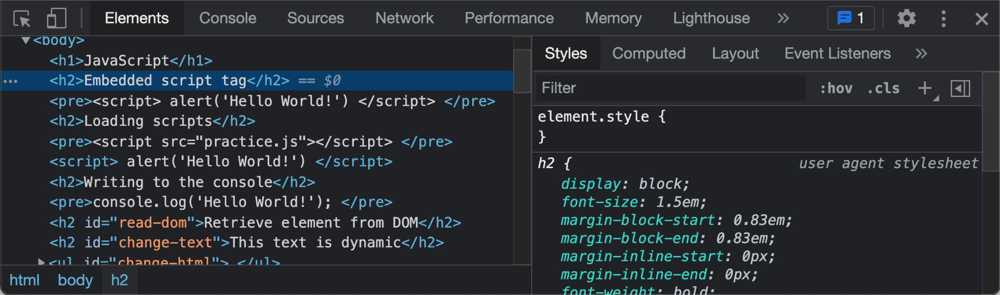 Elements Console Sources Network Performance Memory Lighthouse » 1
<body>
<h1>JavaScript</h1>
<h2>Embedded script tag</h2> == $0
<pre><script> alert('Hello World!') </script> </pre>
<h2>Loading scripts</h2>
<pre><script src="practice.js"></script> </pre>
<script> alert('Hello World!') </script>
<h2>Writing to the console</h2>
<pre>console.log('Hello World!'); </pre>
<h2 id="read-dom">Retrieve element from DOM</h2>
<h2 id="change-text">This text is dynamic</h2>
<ul id="change-html"> </ul>
html body h2
Styles Computed Layout Event Listeners »
Filter :hov .cls +
element.style {
}
h2 { user agent stylesheet
display: block;
font-size: 1.5em;
margin-block-start: 0.83em;
margin-block-end: 0.83em;
margin-inline-start: 0px;
margin-inline-end: 0px;
font-weight: bold;